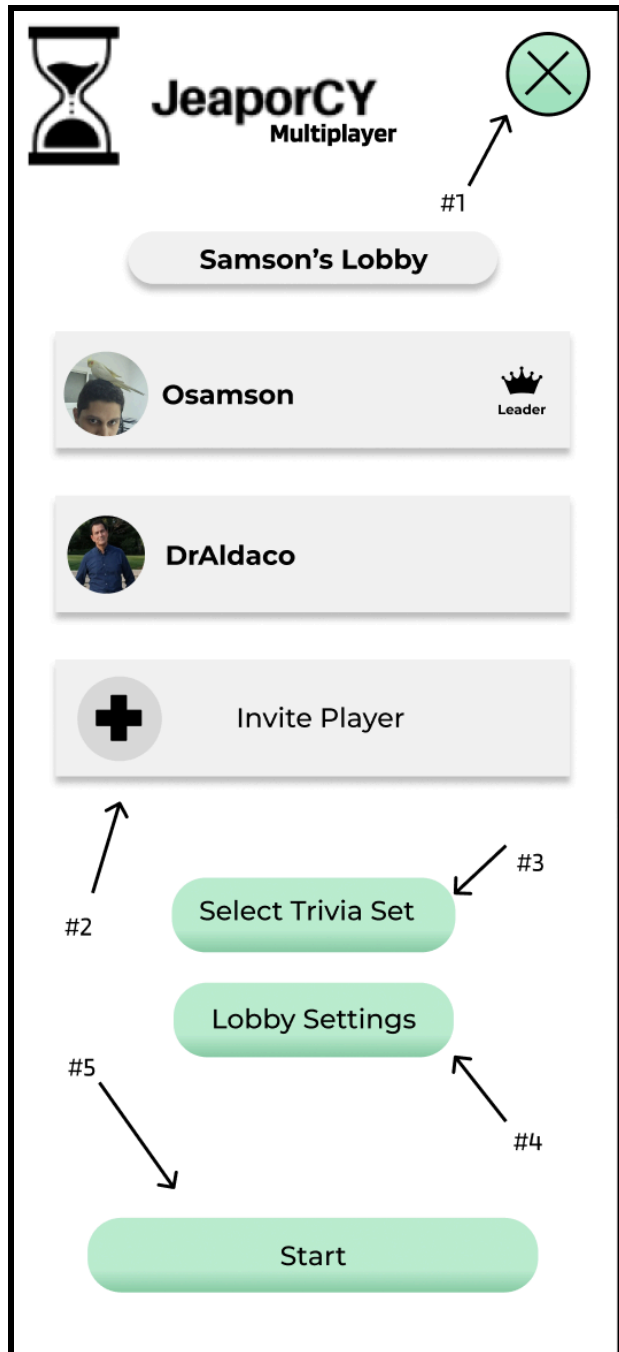 JeaporCY
Multiplayer
#1
Samson's Lobby
Osamson
Leader
DrAldaco
Invite Player
#2
#3
Select Trivia Set
Lobby Settings
#5
#4
Start